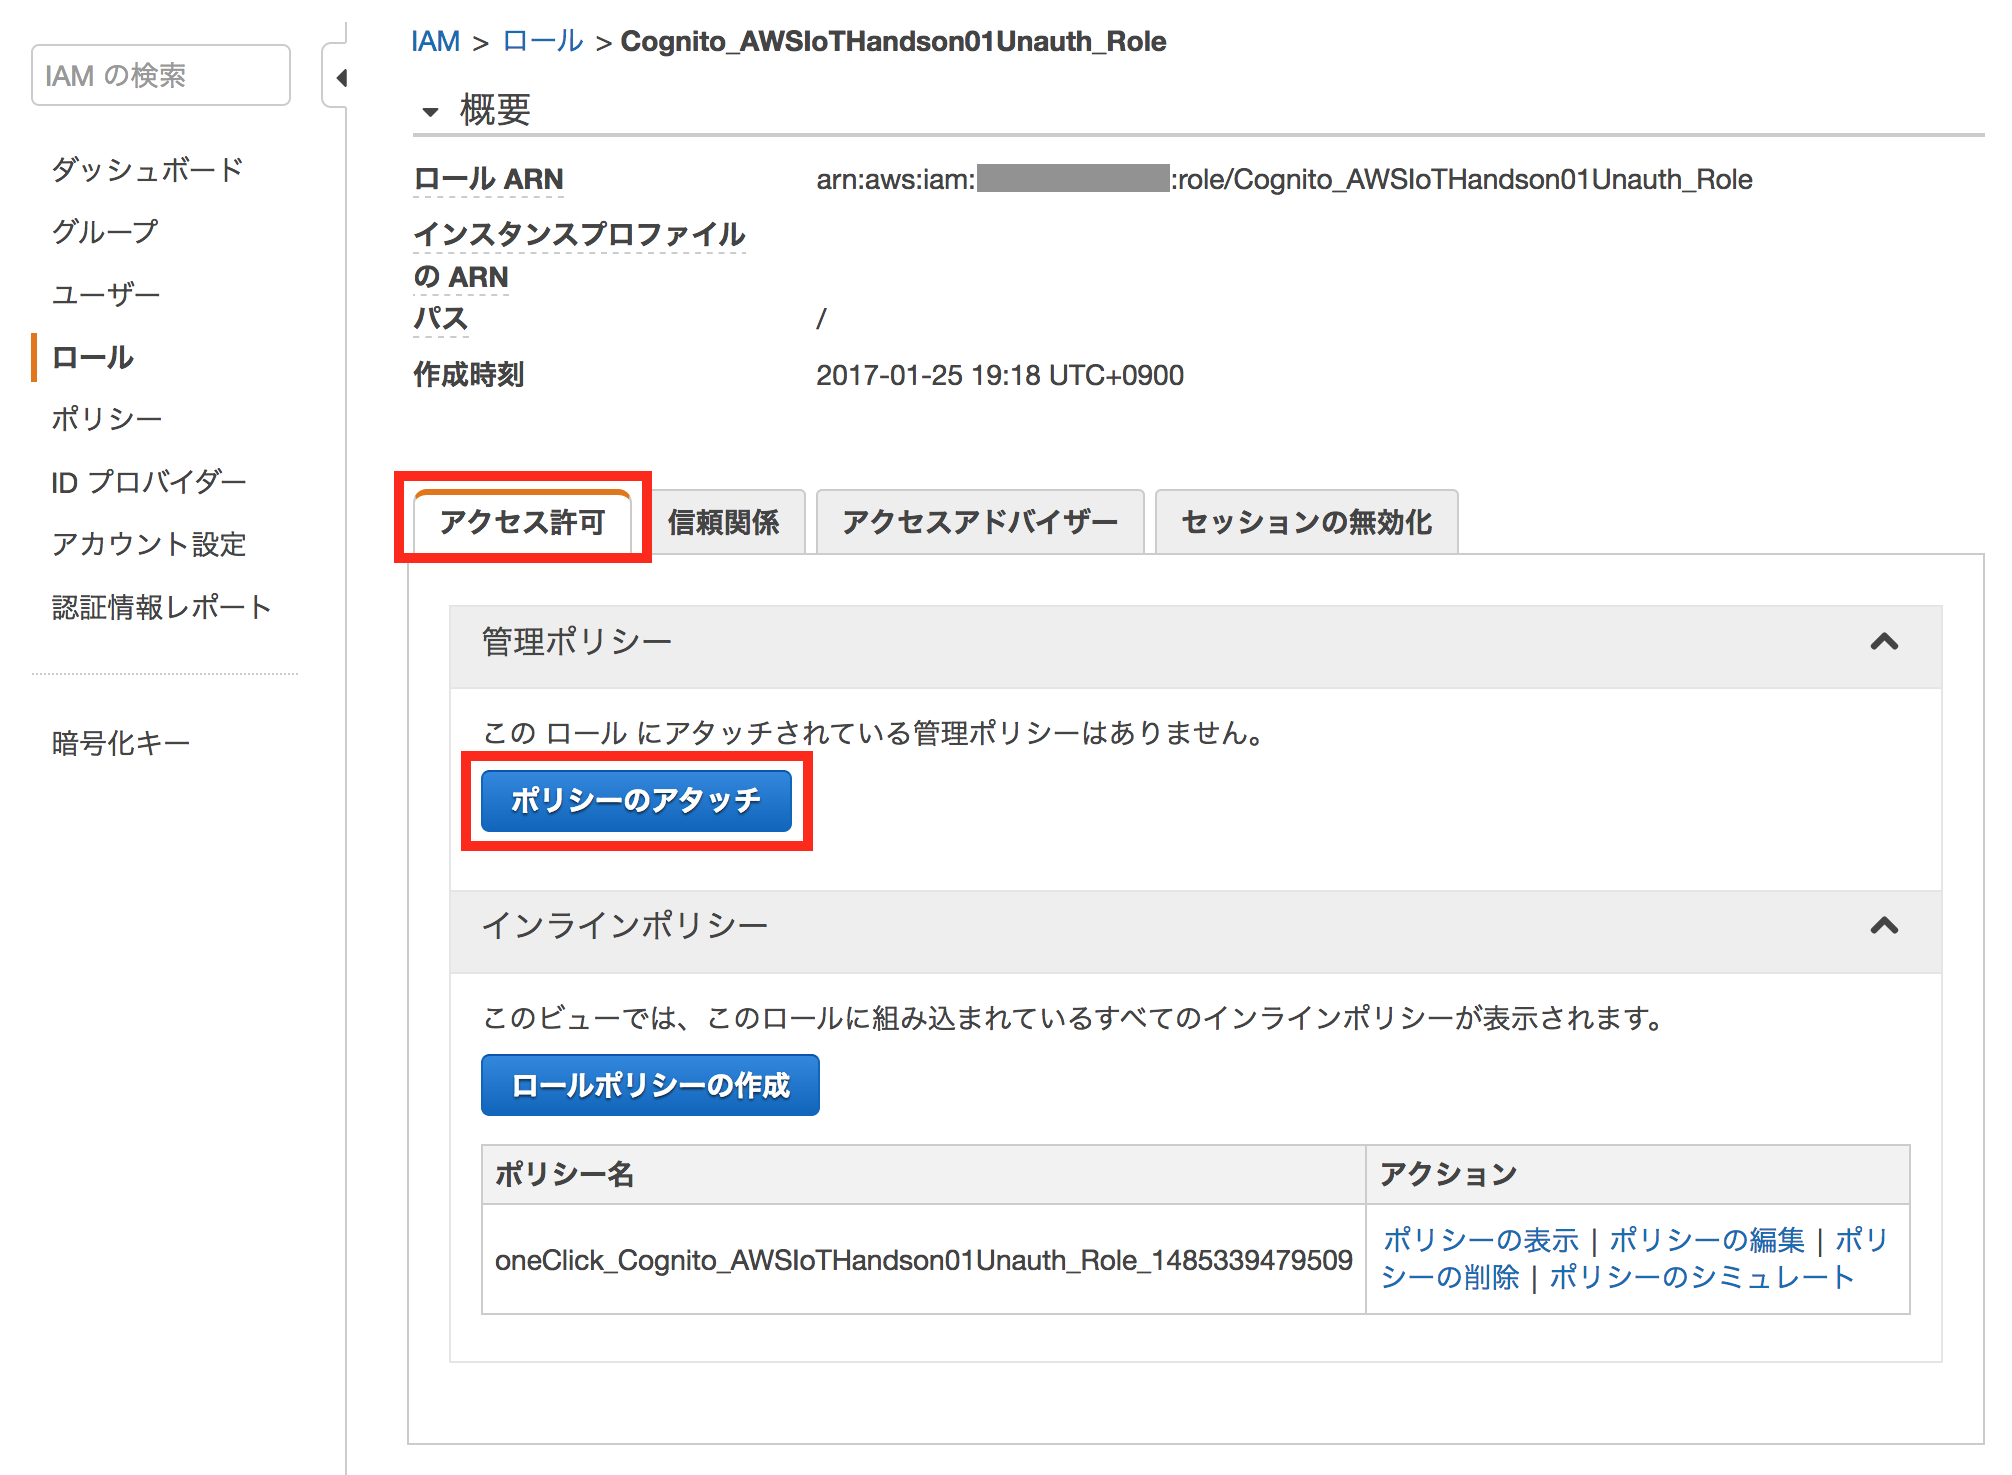 IAM の検索
ダッシュボード
グループ
ユーザー
ロール
ポリシー
ID プロバイダー
アカウント設定
認証情報レポート
暗号化キー
IAM > ロール > Cognito_AWSIoTHandson01Unauth_Role
概要
ロール ARN arn:aws:iam: :role/Cognito_AWSIoTHandson01Unauth_Role
インスタンスプロファイル
の ARN
パス /
作成時刻 2017-01-25 19:18 UTC+0900
アクセス許可 信頼関係 アクセスアドバイザー セッションの無効化
管理ポリシー
この ロール にアタッチされている管理ポリシーはありません。
ポリシーのアタッチ
インラインポリシー
このビューでは、このロールに組み込まれているすべてのインラインポリシーが表示されます。
ロールポリシーの作成
ポリシー名 アクション
oneClick_Cognito_AWSIoTHandson01Unauth_Role_1485339479509
ポリシーの表示 | ポリシーの編集 | ポリ
シーの削除 | ポリシーのシミュレート